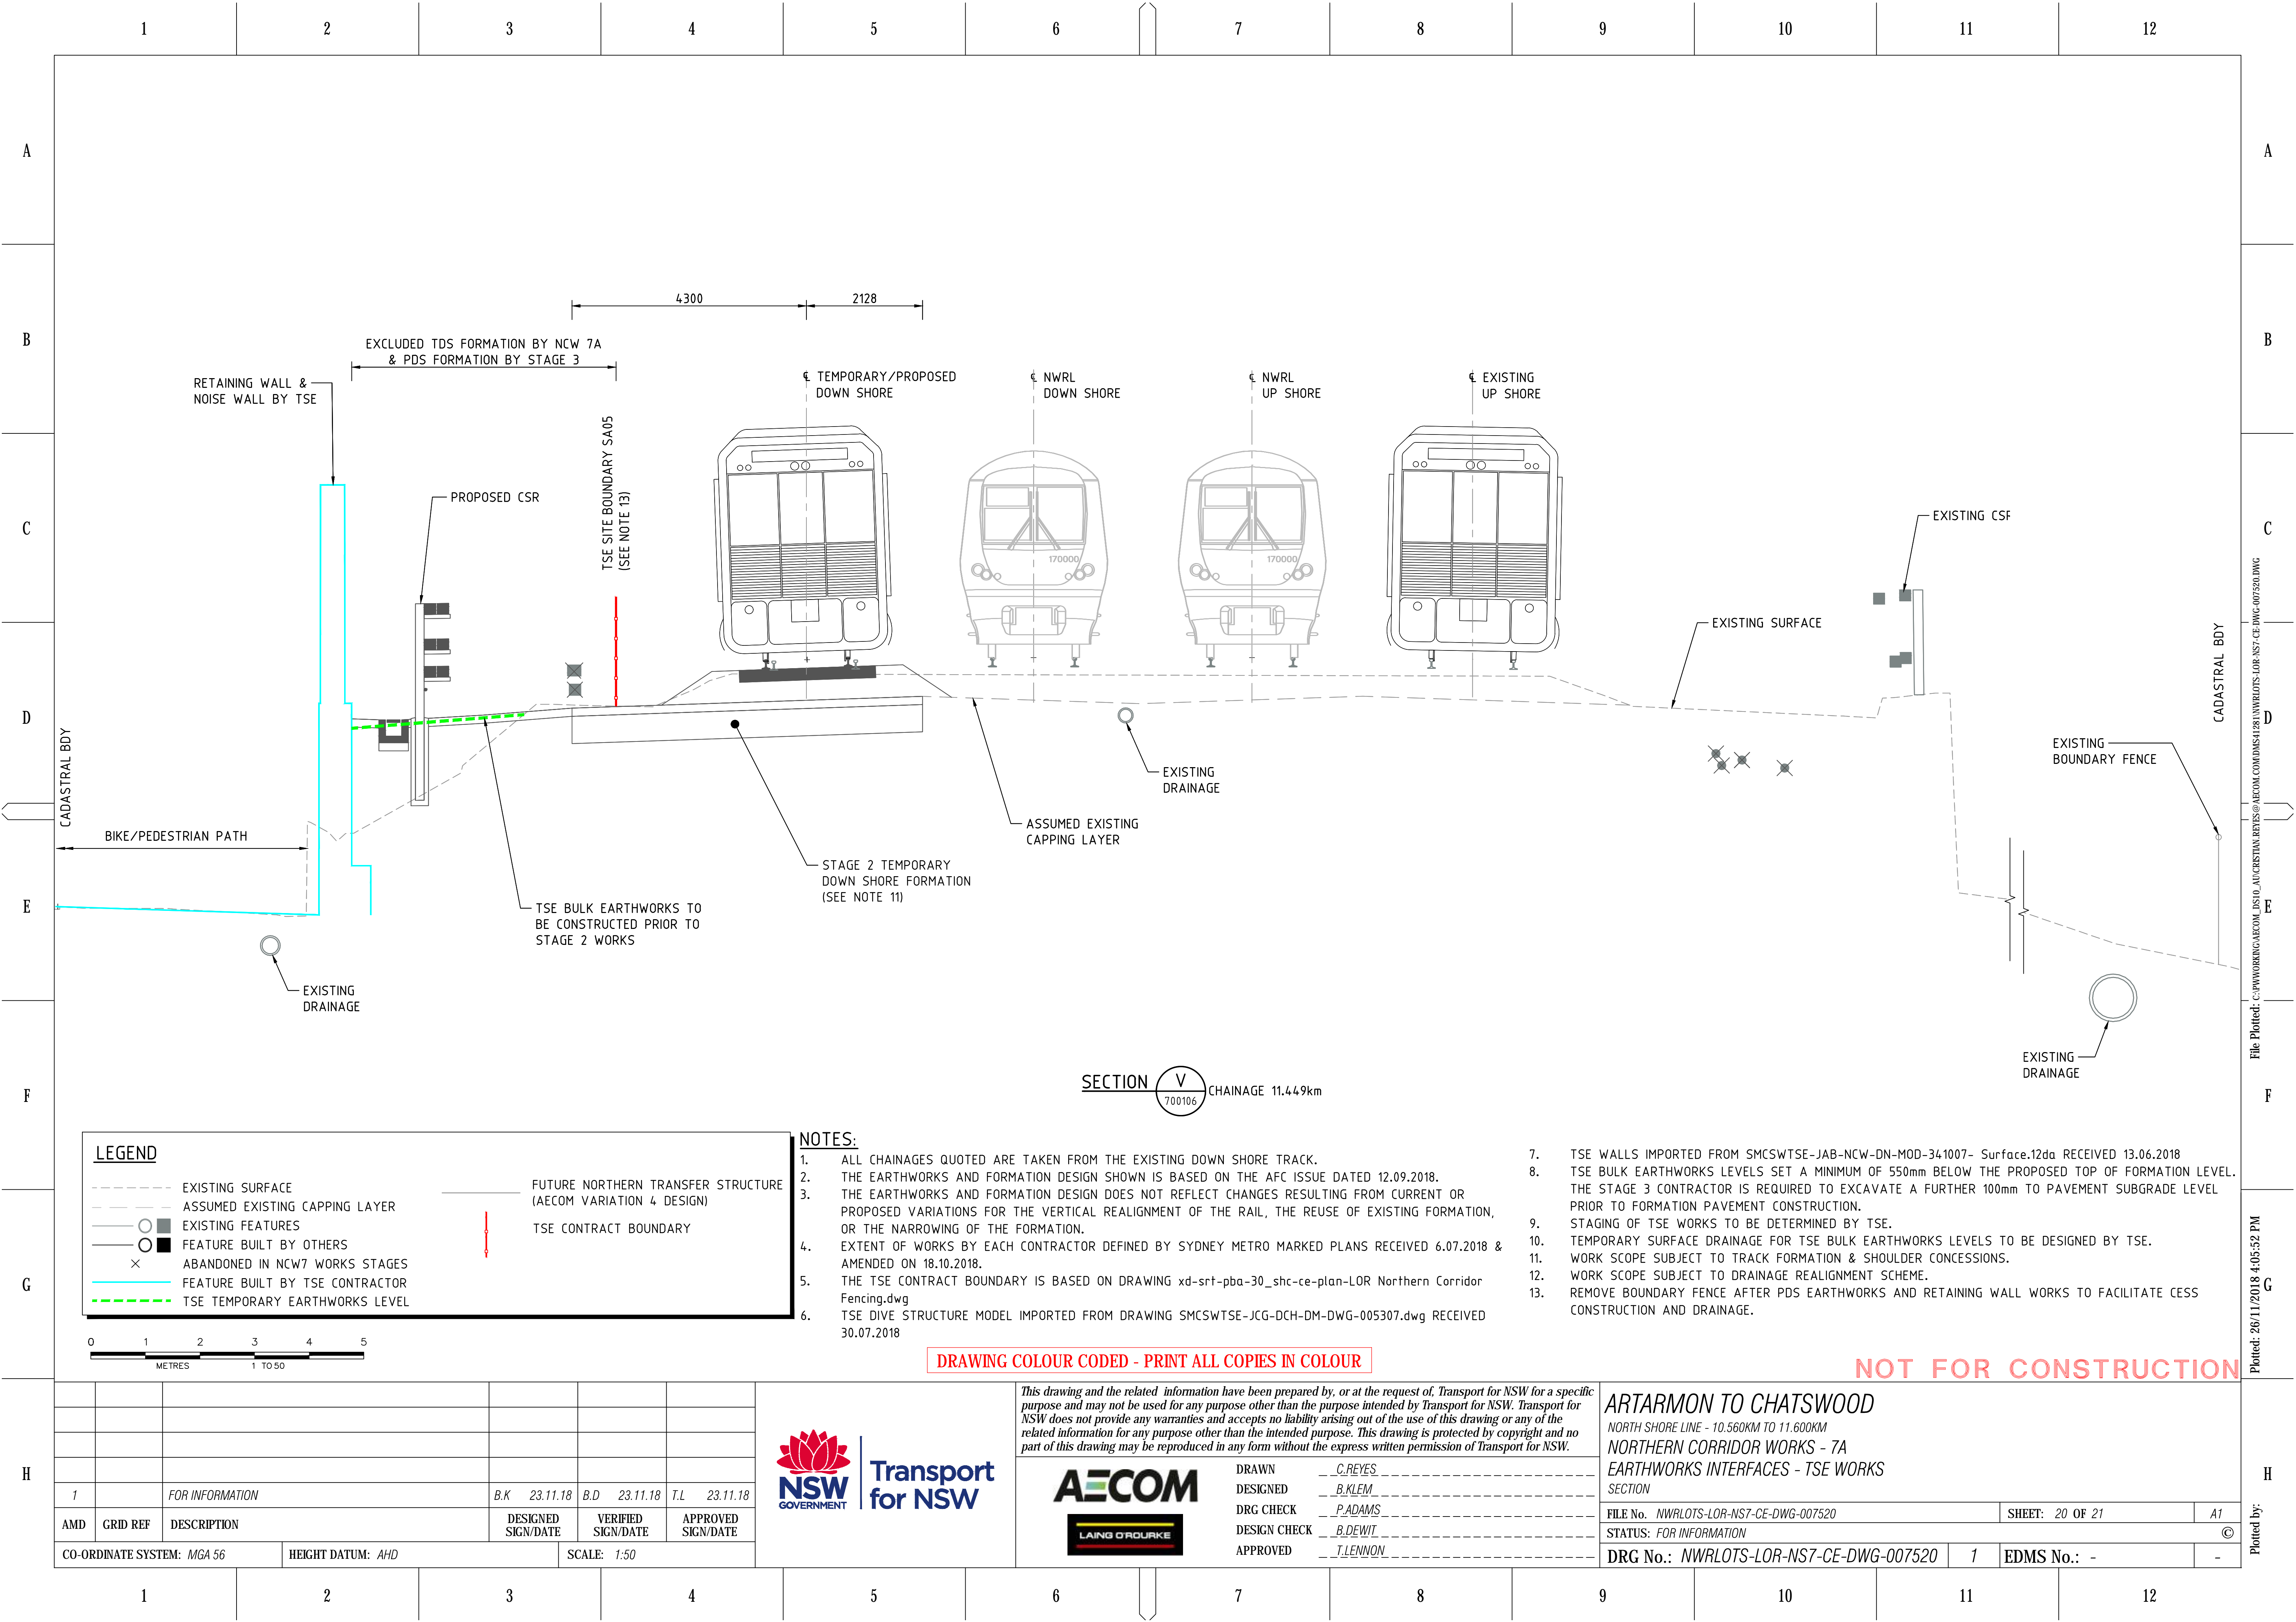 1 2 3 4 5 6 7 8 9 10 11 12
A
B
C
D
E
F
G
H
4300
2128
EXCLUDED TDS FORMATION BY NCW 7A
& PDS FORMATION BY STAGE 3
RETAINING WALL &
NOISE WALL BY TSE
℄ TEMPORARY/PROPOSED
DOWN SHORE
℄ NWRL
DOWN SHORE
℄ NWRL
UP SHORE
℄ EXISTING
UP SHORE
TSE SITE BOUNDARY SA05
(SEE NOTE 13)
PROPOSED CSR
170000
170000
EXISTING CSR
EXISTING SURFACE
CADASTRAL BDY
CADASTRAL BDY
EXISTING
BOUNDARY FENCE
EXISTING
DRAINAGE
BIKE/PEDESTRIAN PATH
ASSUMED EXISTING
CAPPING LAYER
STAGE 2 TEMPORARY
DOWN SHORE FORMATION
(SEE NOTE 11)
TSE BULK EARTHWORKS TO
BE CONSTRUCTED PRIOR TO
STAGE 2 WORKS
EXISTING
DRAINAGE
EXISTING
DRAINAGE
SECTION V 700106 CHAINAGE 11.449km
LEGEND
EXISTING SURFACE
ASSUMED EXISTING CAPPING LAYER
EXISTING FEATURES
FEATURE BUILT BY OTHERS
ABANDONED IN NCW7 WORKS STAGES
FEATURE BUILT BY TSE CONTRACTOR
TSE TEMPORARY EARTHWORKS LEVEL
FUTURE NORTHERN TRANSFER STRUCTURE
(AECOM VARIATION 4 DESIGN)
TSE CONTRACT BOUNDARY
0 1 2 3 4 5
METRES 1 TO 50
NOTES:
1. ALL CHAINAGES QUOTED ARE TAKEN FROM THE EXISTING DOWN SHORE TRACK.
2. THE EARTHWORKS AND FORMATION DESIGN SHOWN IS BASED ON THE AFC ISSUE DATED 12.09.2018.
3. THE EARTHWORKS AND FORMATION DESIGN DOES NOT REFLECT CHANGES RESULTING FROM CURRENT OR
PROPOSED VARIATIONS FOR THE VERTICAL REALIGNMENT OF THE RAIL, THE REUSE OF EXISTING FORMATION,
OR THE NARROWING OF THE FORMATION.
4. EXTENT OF WORKS BY EACH CONTRACTOR DEFINED BY SYDNEY METRO MARKED PLANS RECEIVED 6.07.2018 &
AMENDED ON 18.10.2018.
5. THE TSE CONTRACT BOUNDARY IS BASED ON DRAWING xd-srt-pba-30_shc-ce-plan-LOR Northern Corridor
Fencing.dwg
6. TSE DIVE STRUCTURE MODEL IMPORTED FROM DRAWING SMCSWTSE-JCG-DCH-DM-DWG-005307.dwg RECEIVED
30.07.2018
7. TSE WALLS IMPORTED FROM SMCSWTSE-JAB-NCW-DN-MOD-341007- Surface.12da RECEIVED 13.06.2018
8. TSE BULK EARTHWORKS LEVELS SET A MINIMUM OF 550mm BELOW THE PROPOSED TOP OF FORMATION LEVEL.
THE STAGE 3 CONTRACTOR IS REQUIRED TO EXCAVATE A FURTHER 100mm TO PAVEMENT SUBGRADE LEVEL
PRIOR TO FORMATION PAVEMENT CONSTRUCTION.
9. STAGING OF TSE WORKS TO BE DETERMINED BY TSE.
10. TEMPORARY SURFACE DRAINAGE FOR TSE BULK EARTHWORKS LEVELS TO BE DESIGNED BY TSE.
11. WORK SCOPE SUBJECT TO TRACK FORMATION & SHOULDER CONCESSIONS.
12. WORK SCOPE SUBJECT TO DRAINAGE REALIGNMENT SCHEME.
13. REMOVE BOUNDARY FENCE AFTER PDS EARTHWORKS AND RETAINING WALL WORKS TO FACILITATE CESS
CONSTRUCTION AND DRAINAGE.
DRAWING COLOUR CODED - PRINT ALL COPIES IN COLOUR
NOT FOR CONSTRUCTION
1 FOR INFORMATION B.K 23.11.18 B.D 23.11.18 T.L 23.11.18
AMD GRID REF DESCRIPTION DESIGNED SIGN/DATE VERIFIED SIGN/DATE APPROVED SIGN/DATE
CO-ORDINATE SYSTEM: MGA 56 HEIGHT DATUM: AHD SCALE: 1:50
NSW
GOVERNMENT
Transport
for NSW
This drawing and the related information have been prepared by, or at the request of, Transport for NSW for a specific
purpose and may not be used for any purpose other than the purpose intended by Transport for NSW. Transport for
NSW does not provide any warranties and accepts no liability arising out of the use of this drawing or any of the
related information for any purpose other than the intended purpose. This drawing is protected by copyright and no
part of this drawing may be reproduced in any form without the express written permission of Transport for NSW.
AECOM
LAING O'ROURKE
DRAWN C.REYES
DESIGNED B.KLEM
DRG CHECK P.ADAMS
DESIGN CHECK B.DEWIT
APPROVED T.LENNON
ARTARMON TO CHATSWOOD
NORTH SHORE LINE - 10.560KM TO 11.600KM
NORTHERN CORRIDOR WORKS - 7A
EARTHWORKS INTERFACES - TSE WORKS
SECTION
FILE No. NWRLOTS-LOR-NS7-CE-DWG-007520 SHEET: 20 OF 21 A1
STATUS: FOR INFORMATION ©
DRG No.: NWRLOTS-LOR-NS7-CE-DWG-007520 1 EDMS No.: - -
File Plotted: C:\PWWORKING\AECOM_DS10_AU\CRISTIAN.REYES@AECOM.COM\DMS41281\NWRLOTS-LOR-NS7-CE-DWG-007520.DWG
Plotted: 26/11/2018 4:05:52 PM
Plotted by:
A
B
C
D
E
F
G
H
1 2 3 4 5 6 7 8 9 10 11 12